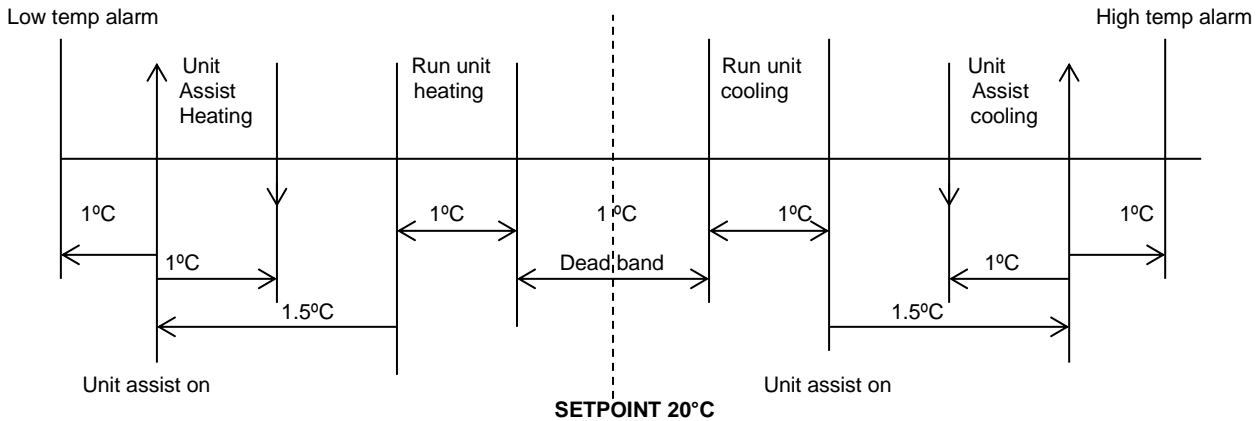 Low temp alarm
High temp alarm
Unit
Assist
Heating
Run unit
heating
Run unit
cooling
Unit
Assist
cooling
1ºC
1ºC
1 ºC
1ºC
1ºC
1ºC
Dead band
1ºC
1.5ºC
1.5ºC
Unit assist on
Unit assist on
SETPOINT 20°C